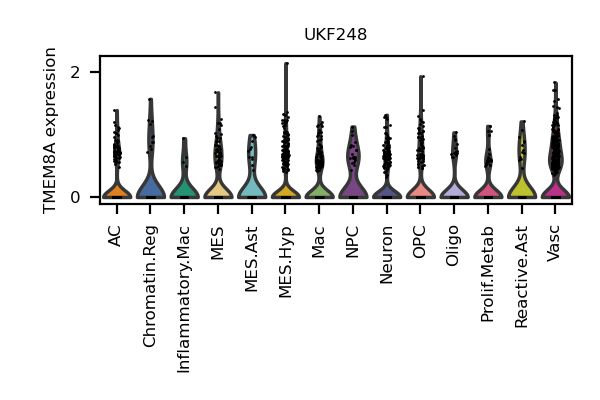 UKF248
TMEM8A expression
2
0
AC
Chromatin.Reg
Inflammatory.Mac
MES
MES.Ast
MES.Hyp
Mac
NPC
Neuron
OPC
Oligo
Prolif.Metab
Reactive.Ast
Vasc